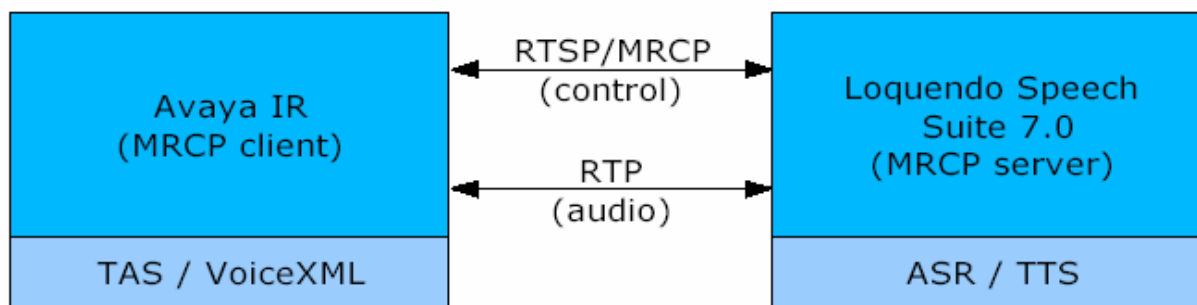 Avaya IR
(MRCP client)
TAS / VoiceXML
RTSP/MRCP
(control)
RTP
(audio)
Loquendo Speech
Suite 7.0
(MRCP server)
ASR / TTS